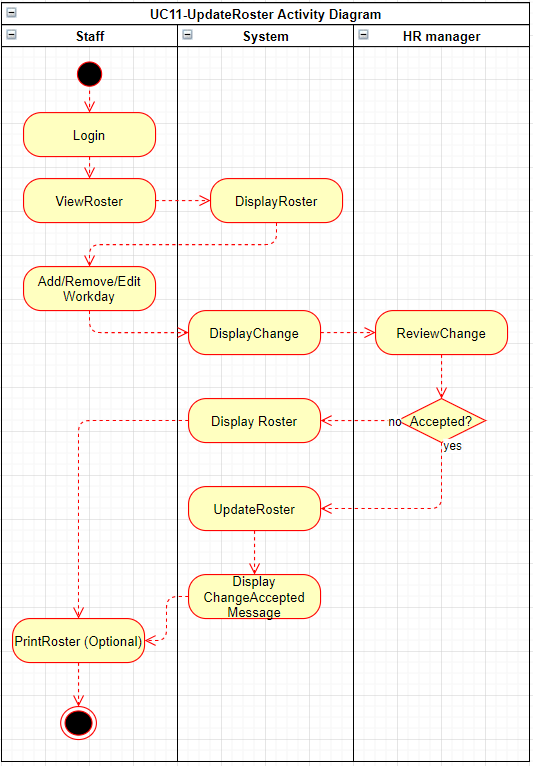 UC11-UpdateRoster Activity Diagram
Staff
System
HR manager
Login
ViewRoster
DisplayRoster
Add/Remove/Edit
Workday
DisplayChange
ReviewChange
Display Roster
no
Accepted?
yes
UpdateRoster
Display
ChangeAccepted
Message
PrintRoster (Optional)